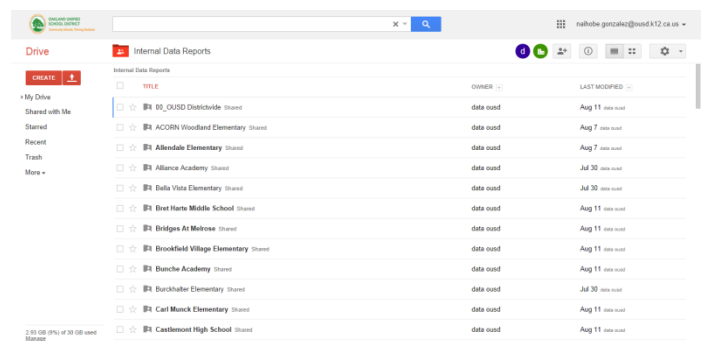 OAKLAND UNIFIED
SCHOOL DISTRICT
nalhobe.gonzalez@ousd.k12.ca.us
Drive
Internal Data Reports
d
Internal Data Reports
CREATE
TITLE OWNER LAST MODIFIED
My Drive
Shared with Me
Starred
Recent
Trash
More
00_OUSD Districtwide Shared data ousd Aug 11 data ousd
ACORN Woodland Elementary Shared data ousd Aug 7 data ousd
Allendale Elementary Shared data ousd Aug 7 data ousd
Alliance Academy Shared data ousd Jul 30 data ousd
Bella Vista Elementary Shared data ousd Jul 30 data ousd
Bret Harte Middle School Shared data ousd Aug 11 data ousd
Bridges At Melrose Shared data ousd Aug 11 data ousd
Brookfield Village Elementary Shared data ousd Aug 11 data ousd
Bunche Academy Shared data ousd Aug 11 data ousd
Burckhalter Elementary Shared data ousd Jul 30 data ousd
Carl Munck Elementary Shared data ousd Aug 11 data ousd
Castlemont High School Shared data ousd Aug 11 data ousd
2.93 GB (9%) of 30 GB used
Manage